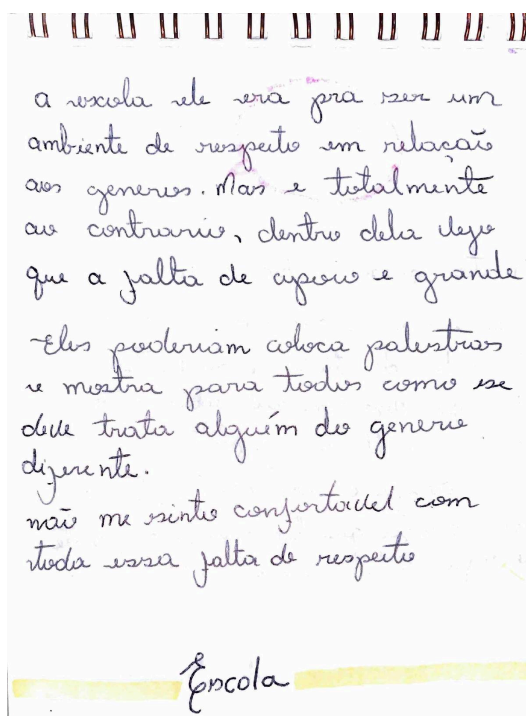 a escola ele era pra ser um
ambiente de respeito em relação
aos generos. Mas e totalmente
ao contrario, dentro dela vejo
que a falta de apoio e grande
Eles poderiam coloca palestras
e mostra para todos como se
deve trata alguém do genero
diferente.
não me sinto confortavel com
toda essa falta de respeito
Escola